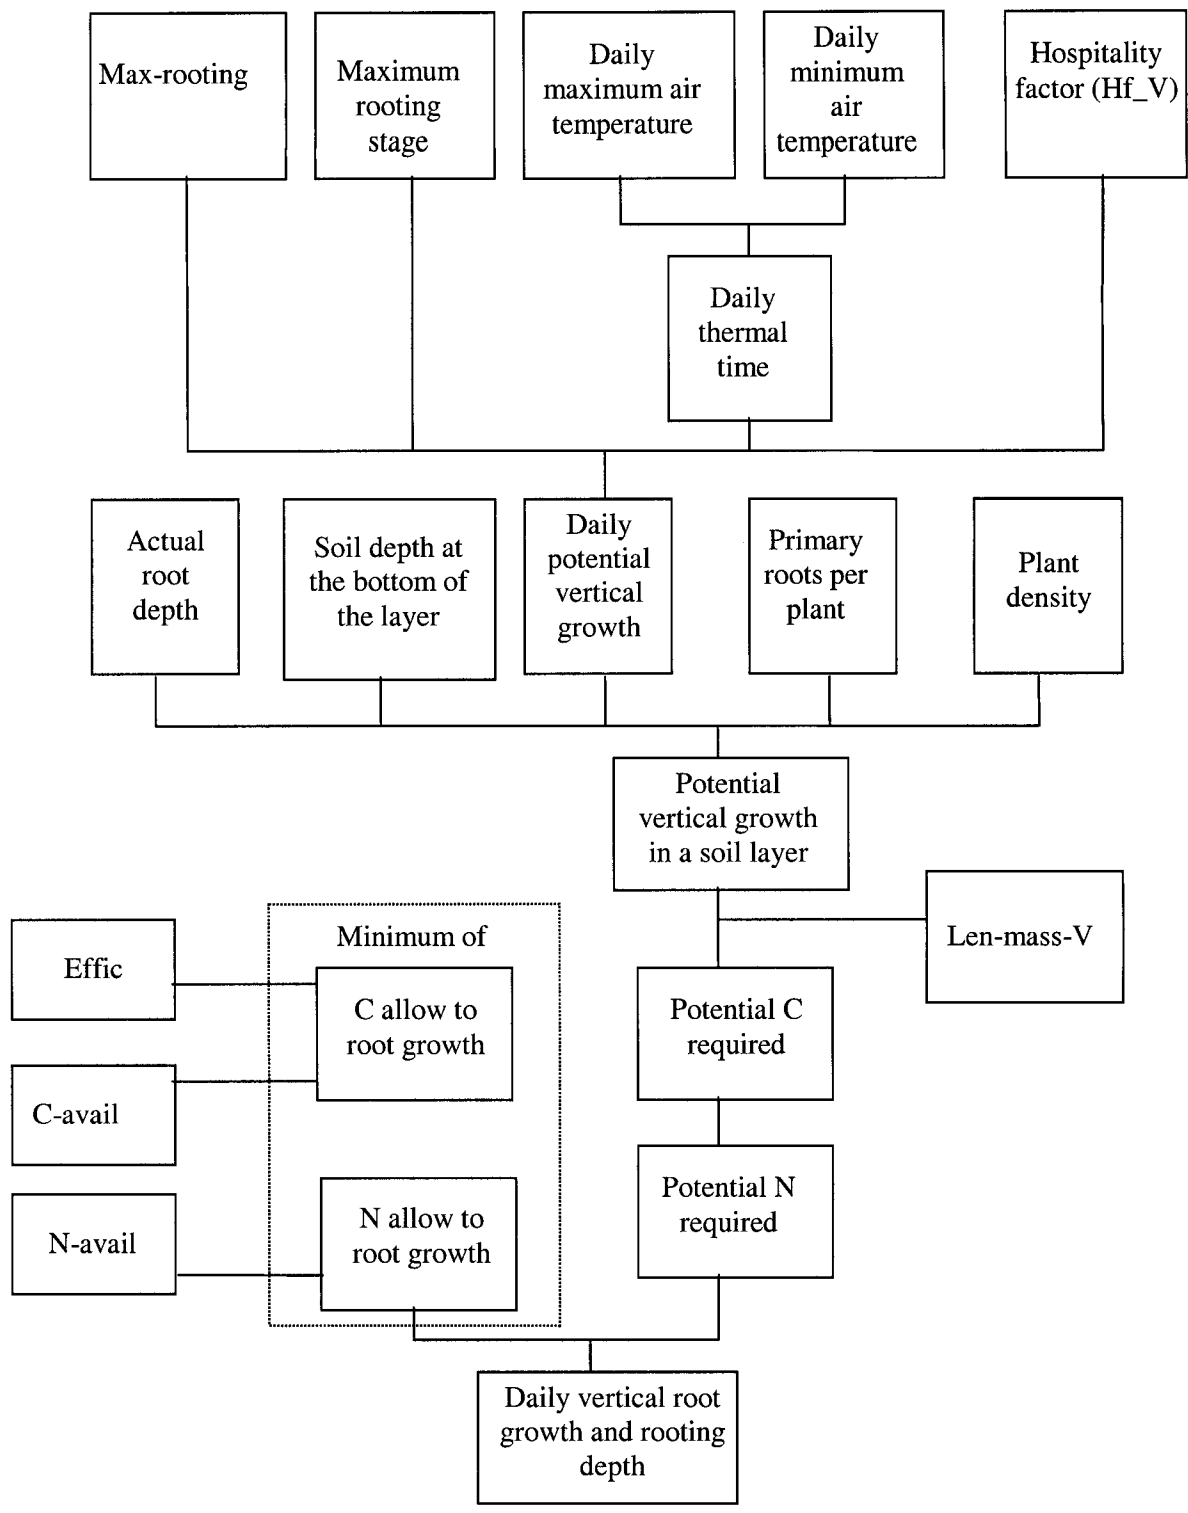 Max-rooting
Maximum
rooting
stage
Daily
maximum air
temperature
Daily
minimum
air
temperature
Hospitality
factor (Hf_V)
Daily
thermal
time
Actual
root
depth
Soil depth at
the bottom of
the layer
Daily
potential
vertical
growth
Primary
roots per
plant
Plant
density
Potential
vertical growth
in a soil layer
Len-mass-V
Minimum of
Effic
C allow to
root growth
Potential C
required
C-avail
N-avail
N allow to
root growth
Potential N
required
Daily vertical root
growth and rooting
depth